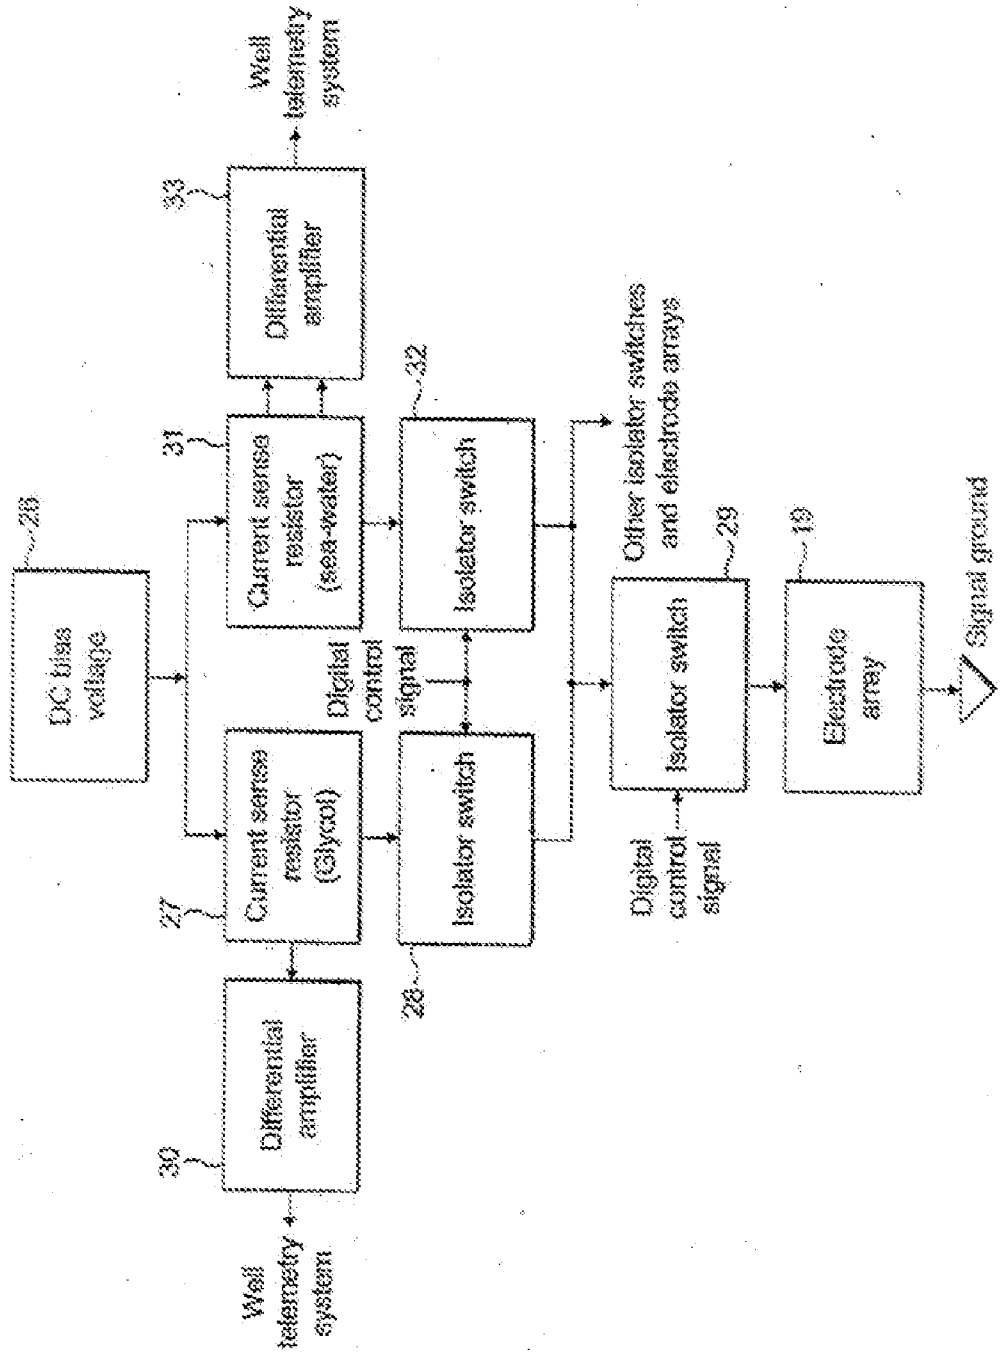 26
DC bias
voltage
27
31
Well
telemetry
system
30
Differential
amplifier
Current sense
resistor
(Glycol)
Current sense
resistor
(sea-water)
33
Differential
amplifier
Well
telemetry
system
Digital
control
signal
28
Isolator switch
Isolator switch
32
Digital
control
signal
Isolator switch
29
Other isolator switches
and electrode arrays
Electrode
array
19
Signal ground